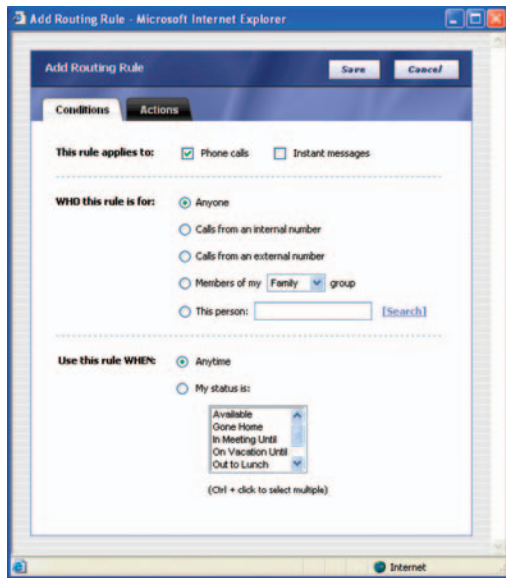 Add Routing Rule - Microsoft Internet Explorer
Add Routing Rule Save Cancel
Conditions Actions
This rule applies to: Phone calls Instant messages
WHO this rule is for: Anyone
Calls from an internal number
Calls from an external number
Members of my Family group
This person: [Search]
Use this rule WHEN: Anytime
My status is:
Available
Gone Home
In Meeting Until
On Vacation Until
Out to Lunch
(Ctrl + click to select multiple)
Internet